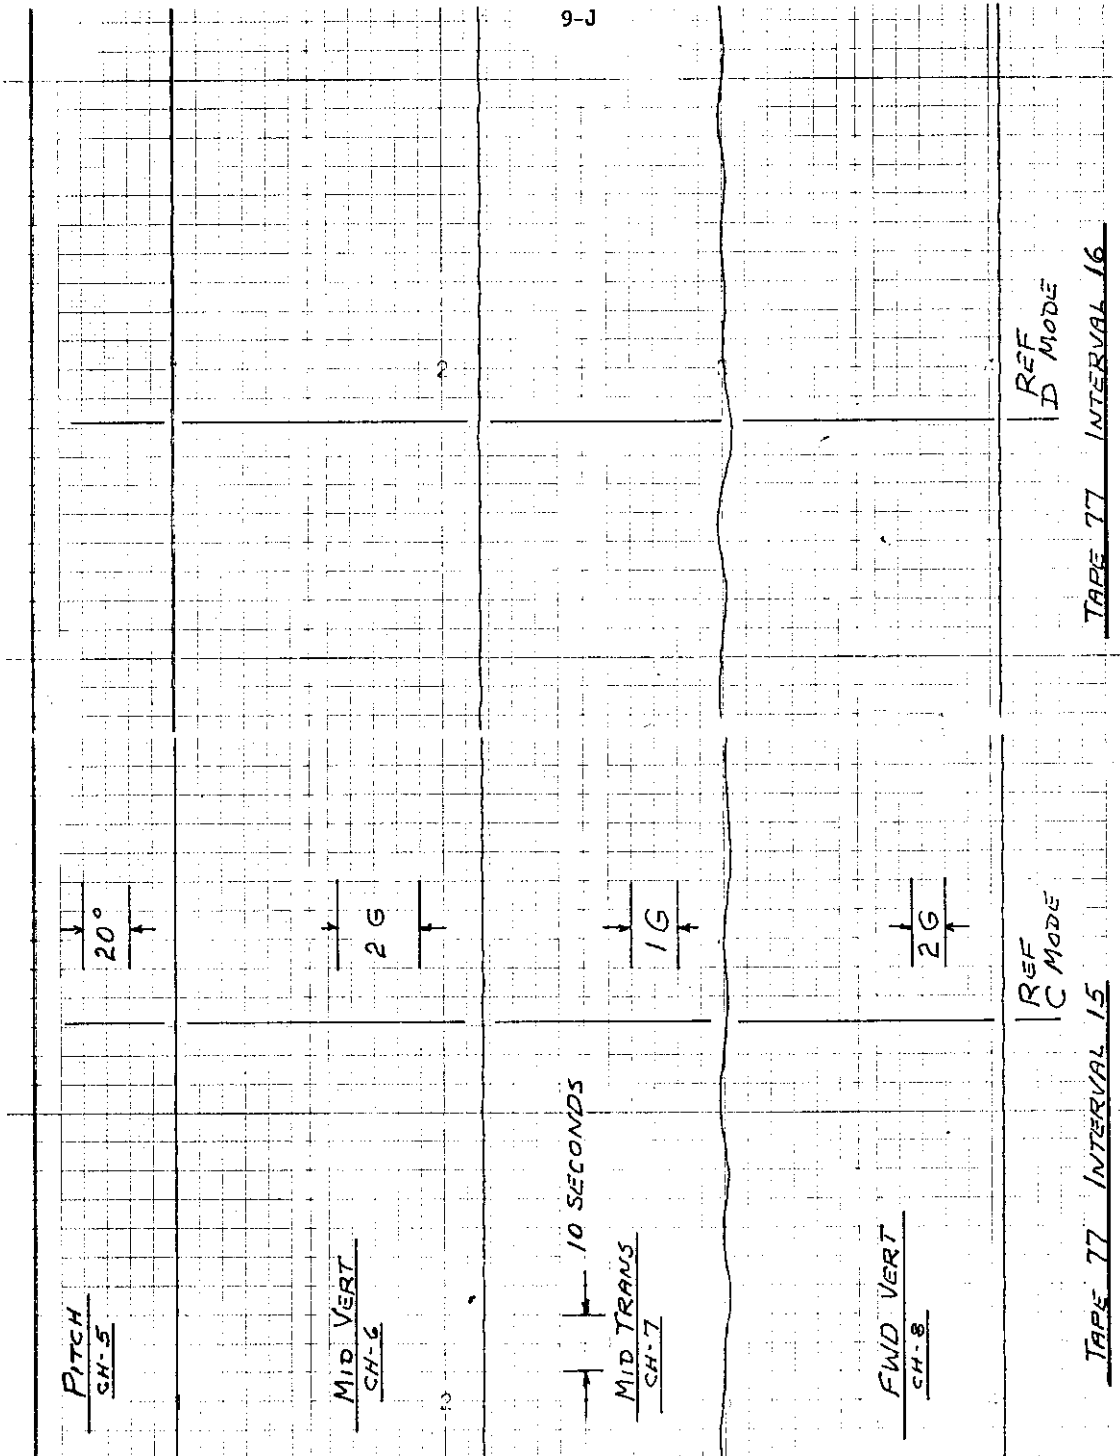 9-J
PITCH
CH-5
20°
MID VERT
CH-6
2 G
10 SECONDS
MID TRANS
CH-7
1 G
FWD VERT
CH-8
2 G
REF
C MODE
TAPE 77 INTERVAL 15
REF
D MODE
TAPE 77 INTERVAL 16
2